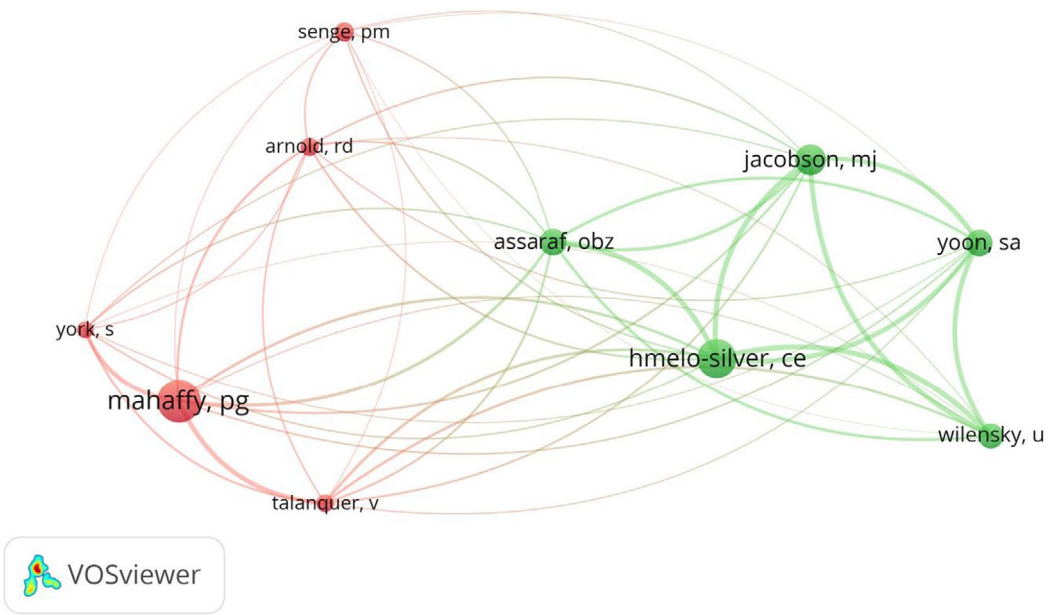 senge, pm
arnold, rd
jacobson, mj
assaraf, obz
yoon, sa
york, s
hmelo-silver, ce
mahaffy, pg
wilensky, u
talanquer, v
VOSviewer